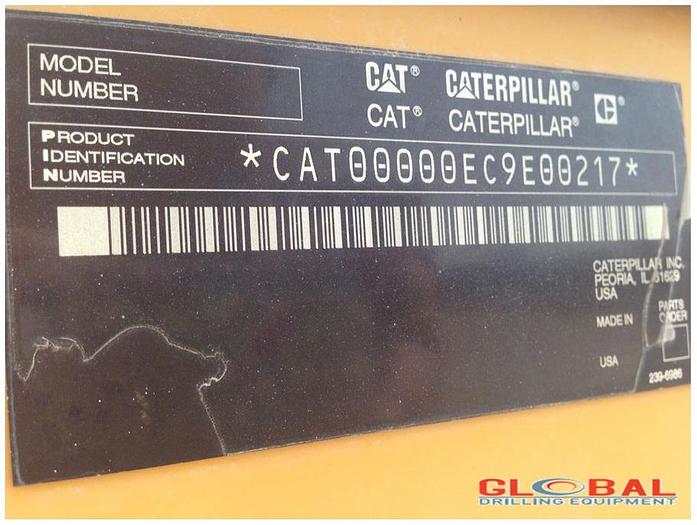 MODEL
NUMBER
CAT® CATERPILLAR®
CAT® CATERPILLAR®
PRODUCT
IDENTIFICATION
NUMBER
*CAT00000EC9E00217*
CATERPILLAR INC.
PEORIA, IL 61629
USA
MADE IN
USA
PARTS
ORDER
239-6986
GLOBAL
DRILLING EQUIPMENT